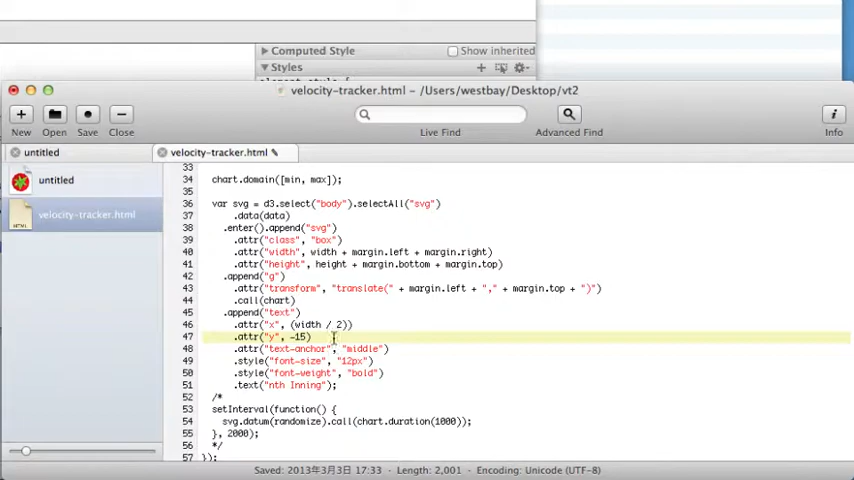 Computed Style
Show inherited
Styles
element.style {
velocity-tracker.html – /Users/westbay/Desktop/vt2
New
Open
Save
Close
Live Find
Advanced Find
Info
untitled
velocity-tracker.html
untitled
velocity-tracker.html
33
34 chart.domain([min, max]);
35
36 var svg = d3.select("body").selectAll("svg")
37 .data(data)
38 .enter().append("svg")
39 .attr("class", "box")
40 .attr("width", width + margin.left + margin.right)
41 .attr("height", height + margin.bottom + margin.top)
42 .append("g")
43 .attr("transform", "translate(" + margin.left + "," + margin.top + ")")
44 .call(chart)
45 .append("text")
46 .attr("x", (width / 2))
47 .attr("y", -15)
48 .attr("text-anchor", "middle")
49 .style("font-size", "12px")
50 .style("font-weight", "bold")
51 .text("nth Inning");
52 /*
53 setInterval(function() {
54 svg.datum(randomize).call(chart.duration(1000));
55 }, 2000);
56 */
57 });
Saved: 2013年3月3日 17:33 - Length: 2,001 - Encoding: Unicode (UTF-8)